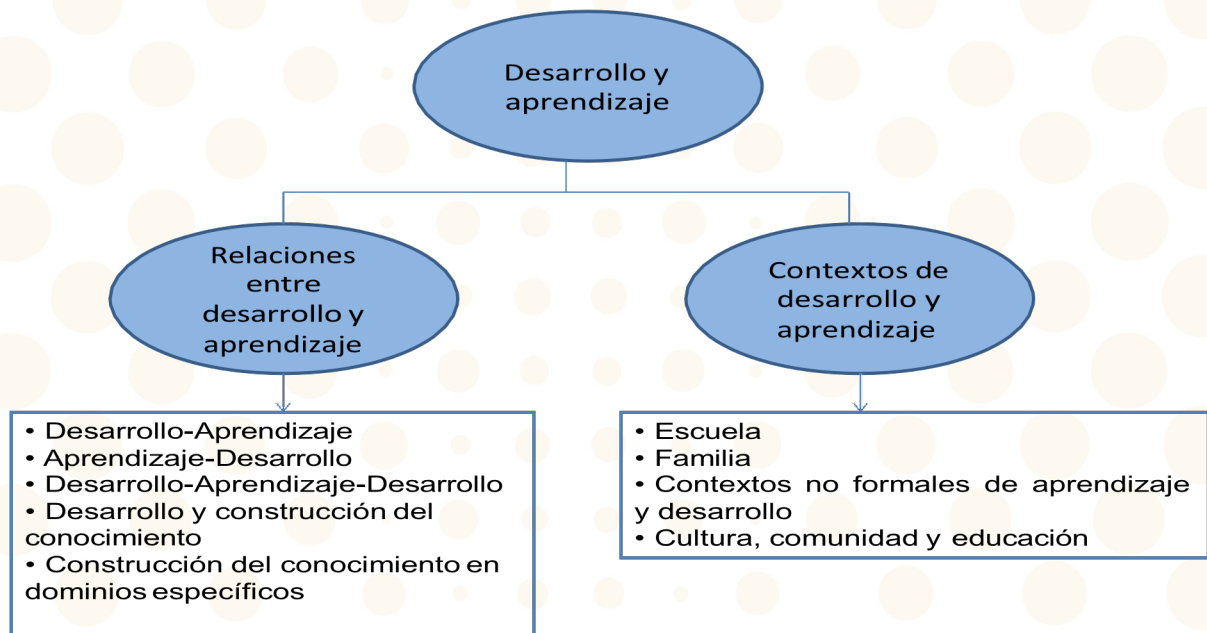 Desarrollo y
aprendizaje
Relaciones
entre
desarrollo y
aprendizaje
Contextos de
desarrollo y
aprendizaje
• Desarrollo-Aprendizaje
• Aprendizaje-Desarrollo
• Desarrollo-Aprendizaje-Desarrollo
• Desarrollo y construcción del
conocimiento
• Construcción del conocimiento en
dominios específicos
• Escuela
• Familia
• Contextos no formales de aprendizaje
y desarrollo
• Cultura, comunidad y educación